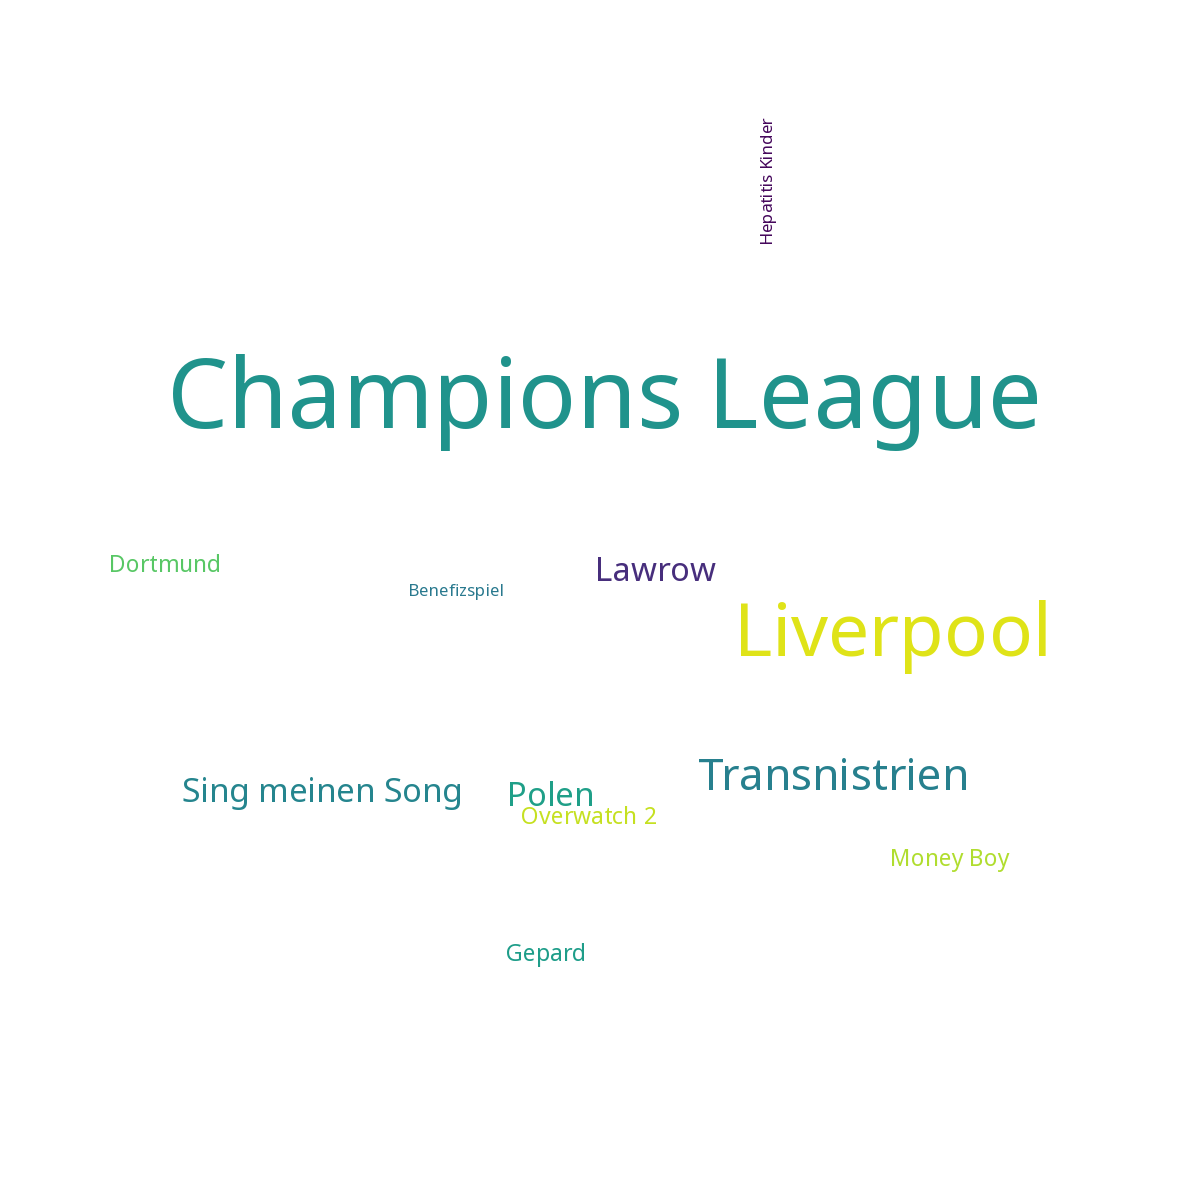 Hepatitis Kinder
Champions League
Dortmund
Benefizspiel
Lawrow
Liverpool
Transnistrien
Sing meinen Song
Polen
Overwatch 2
Money Boy
Gepard